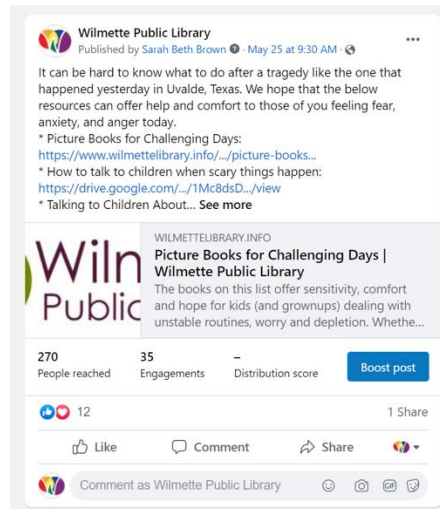 Wilmette Public Library
Published by Sarah Beth Brown · May 25 at 9:30 AM ·
It can be hard to know what to do after a tragedy like the one that
happened yesterday in Uvalde, Texas. We hope that the below
resources can offer help and comfort to those of you feeling fear,
anxiety, and anger today.
* Picture Books for Challenging Days:
https://www.wilmettelibrary.info/.../picture-books...
* How to talk to children when scary things happen:
https://drive.google.com/.../1Mc8dsD.../view
* Talking to Children About... See more
Wiln
Public
WILMETTELIBRARY.INFO
Picture Books for Challenging Days |
Wilmette Public Library
The books on this list offer sensitivity, comfort
and hope for kids (and grownups) dealing with
unstable routines, worry and depletion. Whethe...
270 35 –
People reached Engagements Distribution score
Boost post
12 1 Share
Like Comment Share
Comment as Wilmette Public Library
GIF